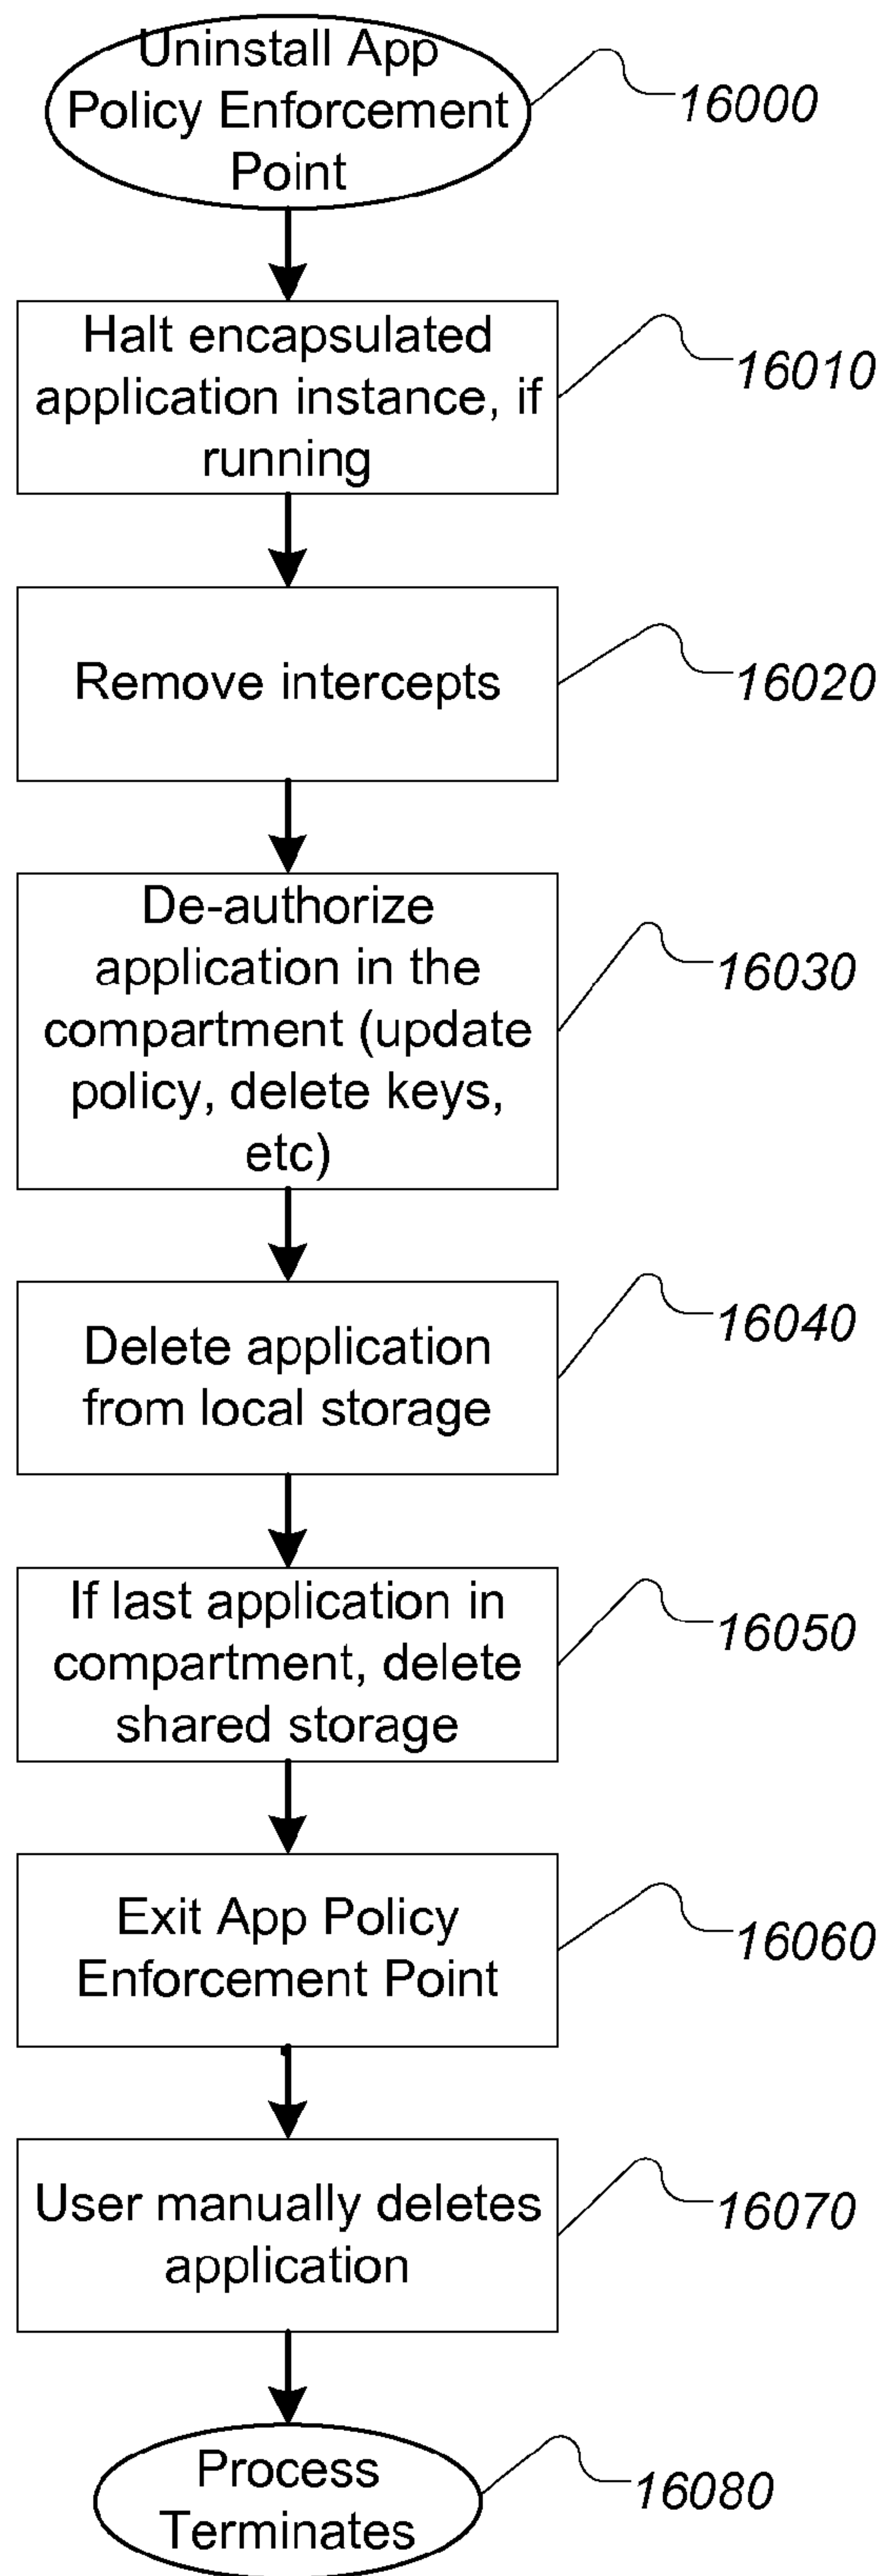 Uninstall App
Policy Enforcement
Point
16000
Halt encapsulated
application instance, if
running
16010
Remove intercepts
16020
De-authorize
application in the
compartment (update
policy, delete keys,
etc)
16030
Delete application
from local storage
16040
If last application in
compartment, delete
shared storage
16050
Exit App Policy
Enforcement Point
16060
User manually deletes
application
16070
Process
Terminates
16080